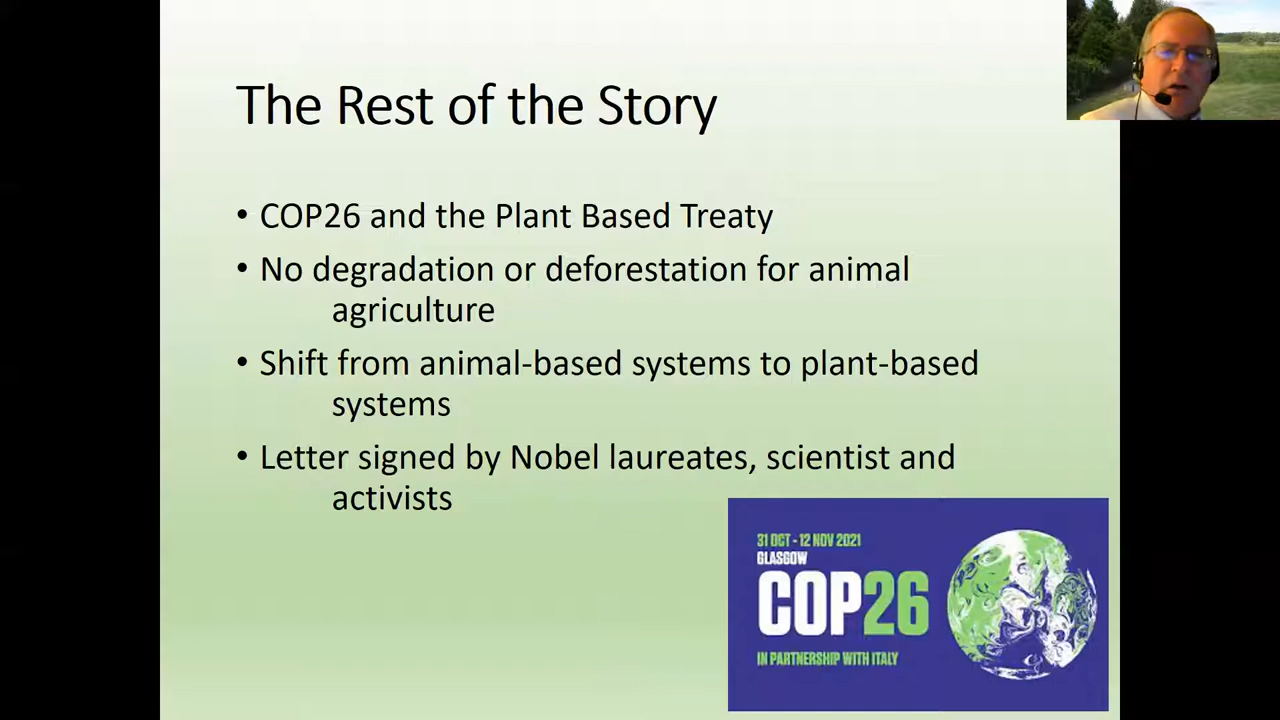 The Rest of the Story
• COP26 and the Plant Based Treaty
• No degradation or deforestation for animal
agriculture
• Shift from animal-based systems to plant-based
systems
• Letter signed by Nobel laureates, scientist and
activists
31 OCT - 12 NOV 2021
GLASGOW
COP26
IN PARTNERSHIP WITH ITALY